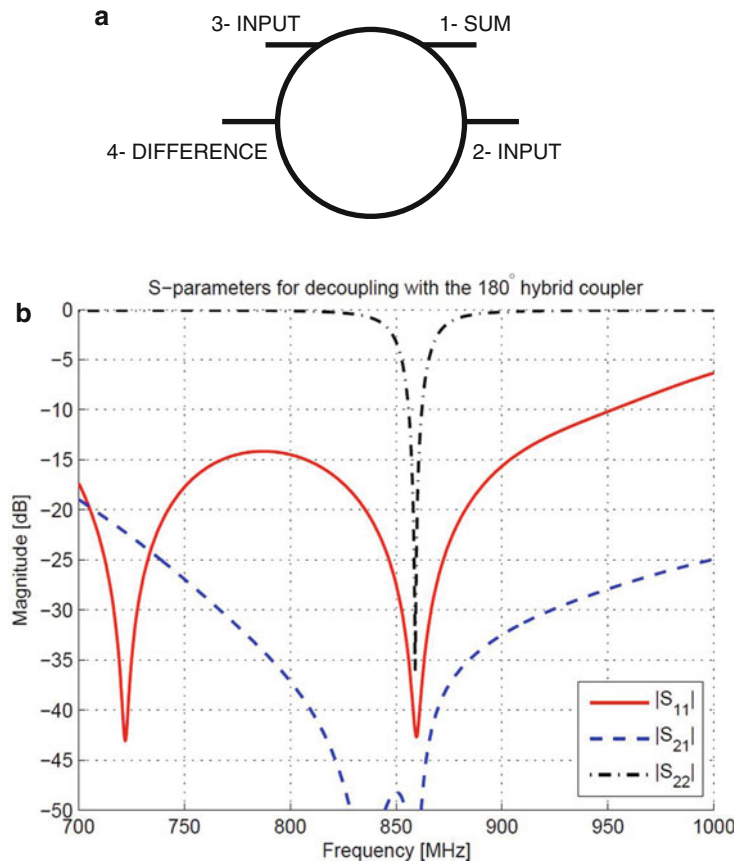 a
3- INPUT
1- SUM
4- DIFFERENCE
2- INPUT
b
S-parameters for decoupling with the 180° hybrid coupler
Magnitude [dB]
0
-5
-10
-15
-20
-25
-30
-35
-40
-45
-50
700
750
800
850
900
950
1000
Frequency [MHz]
|S11|
|S21|
|S22|